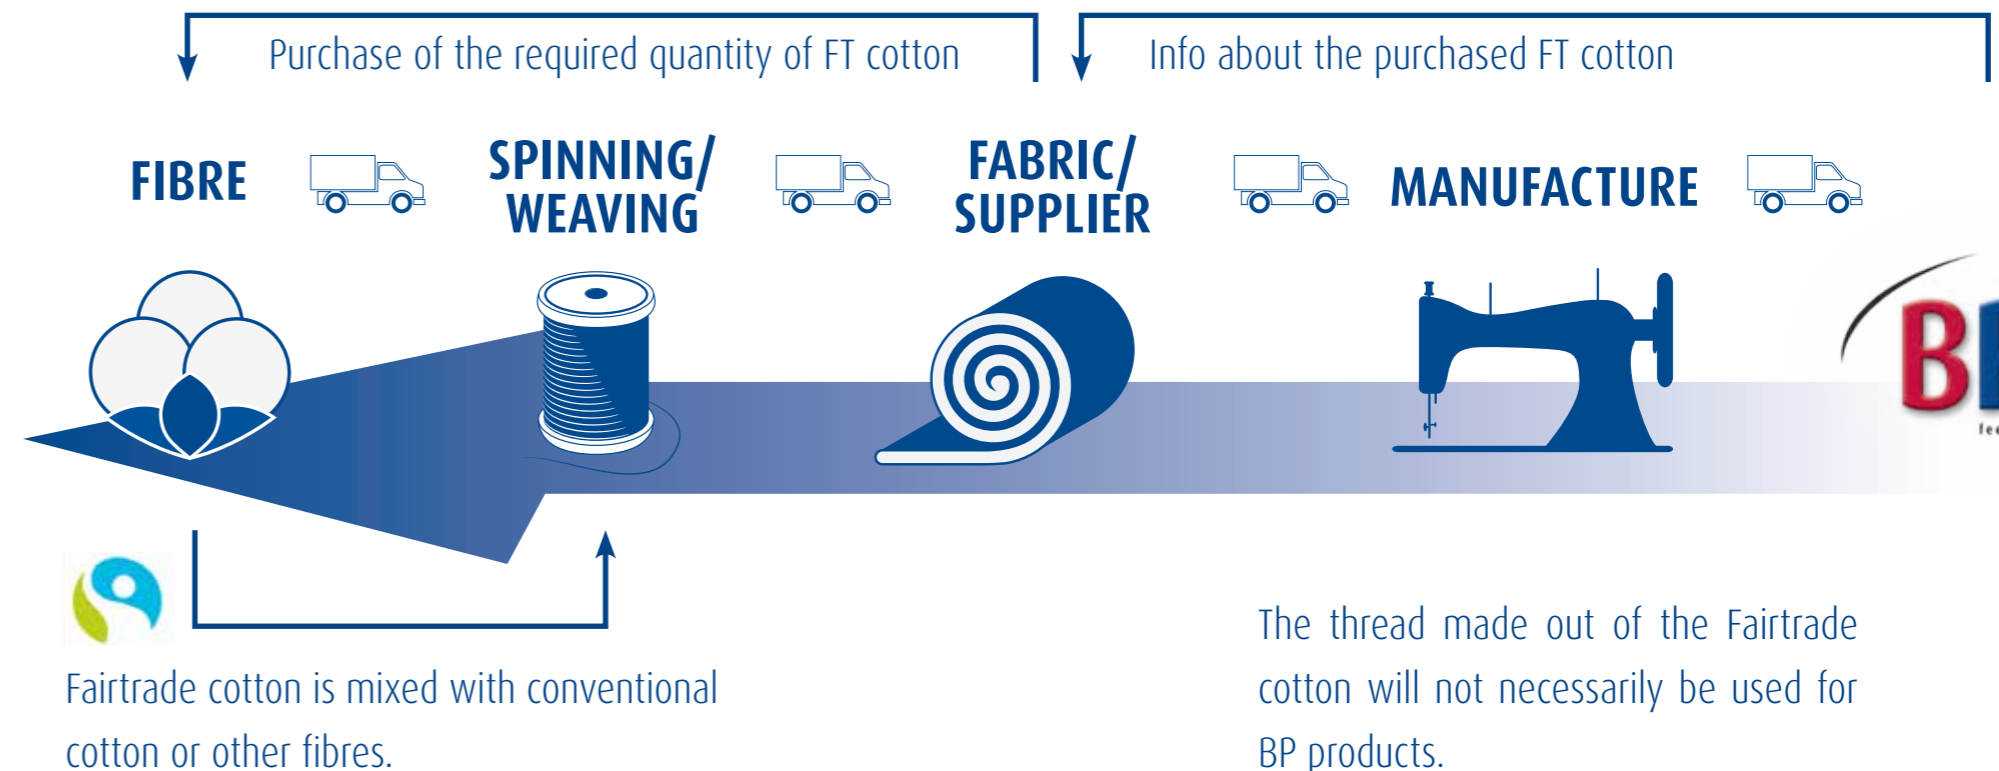 Purchase of the required quantity of FT cotton
Info about the purchased FT cotton
FIBRE
SPINNING/
WEAVING
FABRIC/
SUPPLIER
MANUFACTURE
Fairtrade cotton is mixed with conventional
cotton or other fibres.
The thread made out of the Fairtrade
cotton will not necessarily be used for
BP products.